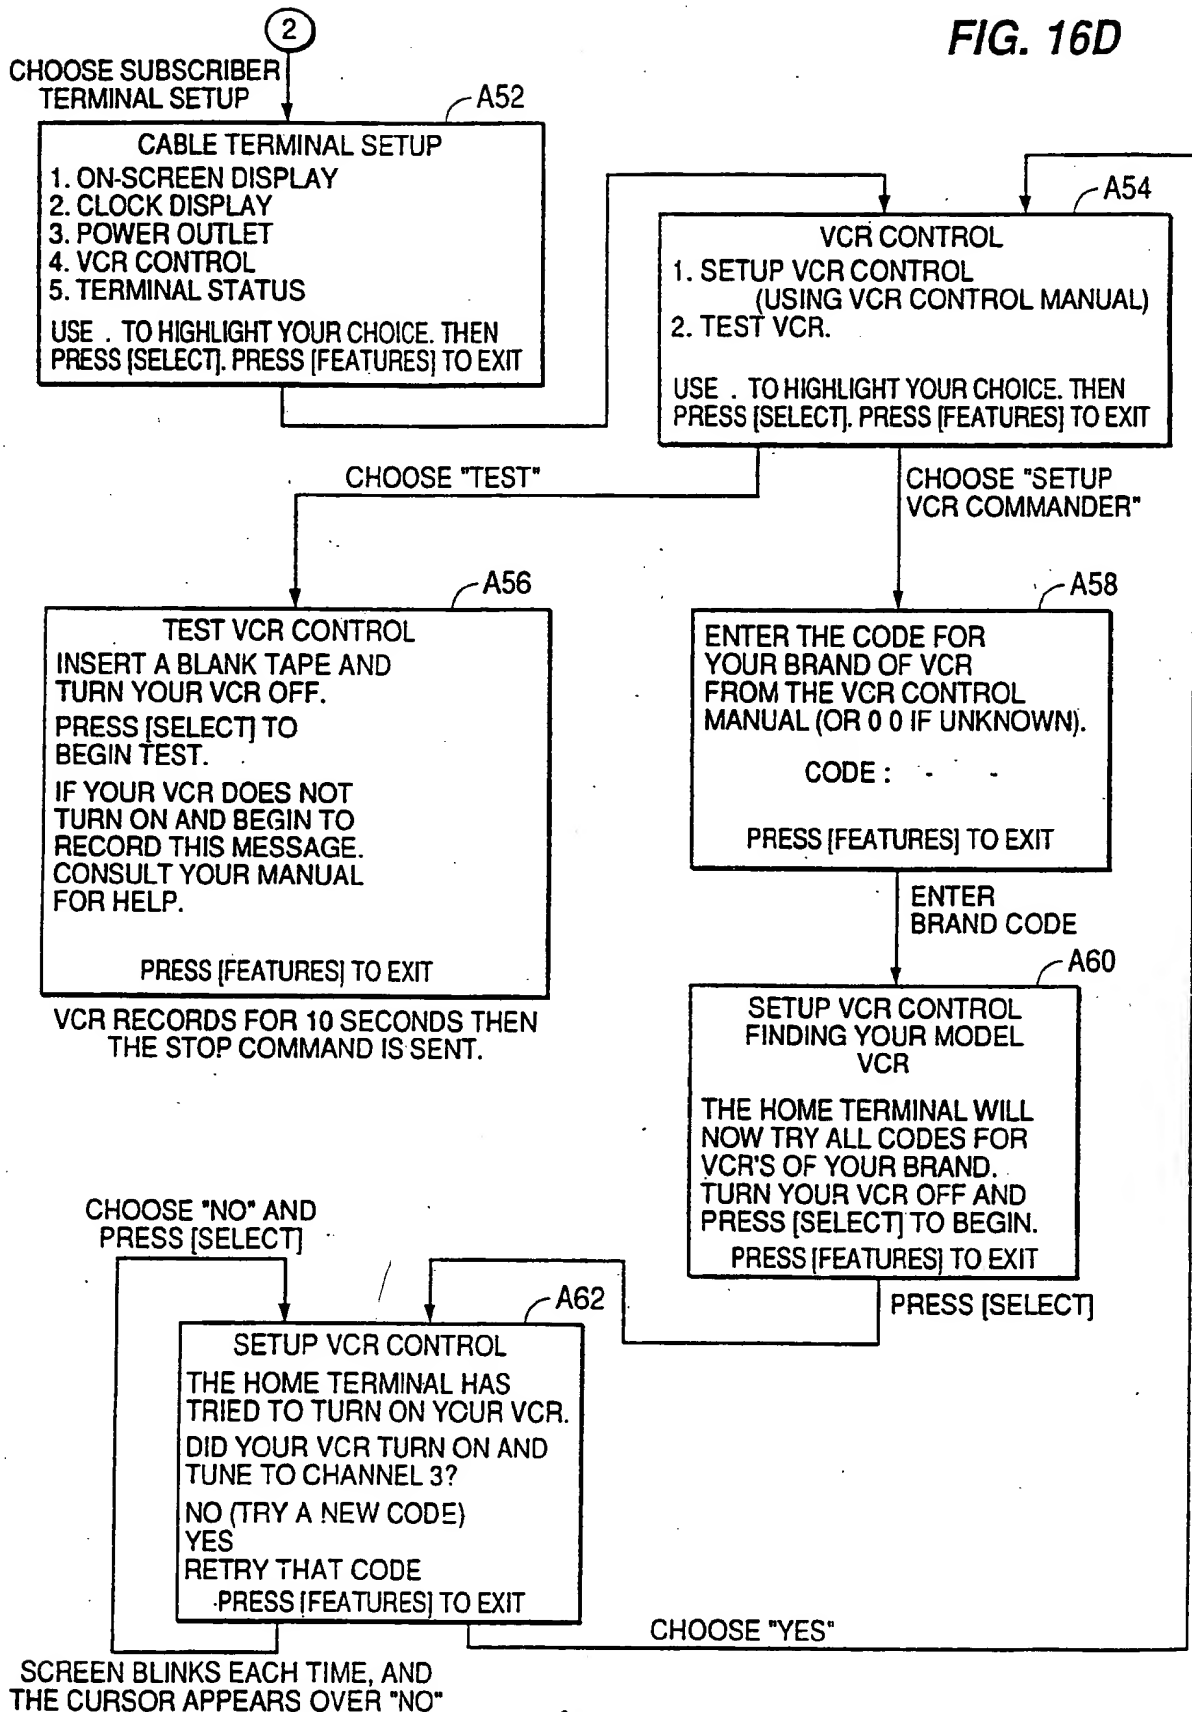 2
FIG. 16D
CHOOSE SUBSCRIBER
TERMINAL SETUP
A52
CABLE TERMINAL SETUP
1. ON-SCREEN DISPLAY
2. CLOCK DISPLAY
3. POWER OUTLET
4. VCR CONTROL
5. TERMINAL STATUS
USE . TO HIGHLIGHT YOUR CHOICE. THEN
PRESS [SELECT]. PRESS [FEATURES] TO EXIT
A54
VCR CONTROL
1. SETUP VCR CONTROL
(USING VCR CONTROL MANUAL)
2. TEST VCR.
USE . TO HIGHLIGHT YOUR CHOICE. THEN
PRESS [SELECT]. PRESS [FEATURES] TO EXIT
CHOOSE "TEST"
CHOOSE "SETUP
VCR COMMANDER"
A56
TEST VCR CONTROL
INSERT A BLANK TAPE AND
TURN YOUR VCR OFF.
PRESS [SELECT] TO
BEGIN TEST.
IF YOUR VCR DOES NOT
TURN ON AND BEGIN TO
RECORD THIS MESSAGE.
CONSULT YOUR MANUAL
FOR HELP.
PRESS [FEATURES] TO EXIT
VCR RECORDS FOR 10 SECONDS THEN
THE STOP COMMAND IS SENT.
A58
ENTER THE CODE FOR
YOUR BRAND OF VCR
FROM THE VCR CONTROL
MANUAL (OR 0 0 IF UNKNOWN).
CODE : - -
PRESS [FEATURES] TO EXIT
ENTER
BRAND CODE
A60
SETUP VCR CONTROL
FINDING YOUR MODEL
VCR
THE HOME TERMINAL WILL
NOW TRY ALL CODES FOR
VCR'S OF YOUR BRAND.
TURN YOUR VCR OFF AND
PRESS [SELECT] TO BEGIN.
PRESS [FEATURES] TO EXIT
PRESS [SELECT]
CHOOSE "NO" AND
PRESS [SELECT]
A62
SETUP VCR CONTROL
THE HOME TERMINAL HAS
TRIED TO TURN ON YOUR VCR.
DID YOUR VCR TURN ON AND
TUNE TO CHANNEL 3?
NO (TRY A NEW CODE)
YES
RETRY THAT CODE
PRESS [FEATURES] TO EXIT
CHOOSE "YES"
SCREEN BLINKS EACH TIME, AND
THE CURSOR APPEARS OVER "NO"